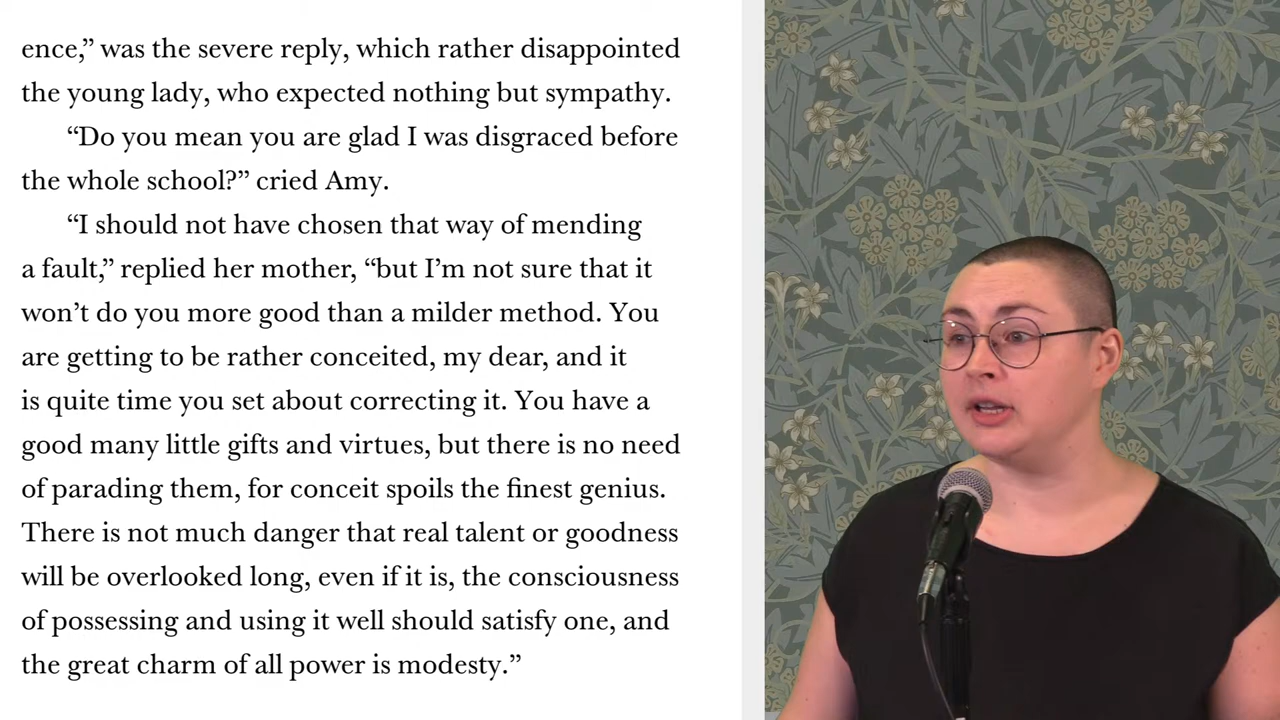 ence,” was the severe reply, which rather disappointed
the young lady, who expected nothing but sympathy.
“Do you mean you are glad I was disgraced before
the whole school?” cried Amy.
“I should not have chosen that way of mending
a fault,” replied her mother, “but I’m not sure that it
won’t do you more good than a milder method. You
are getting to be rather conceited, my dear, and it
is quite time you set about correcting it. You have a
good many little gifts and virtues, but there is no need
of parading them, for conceit spoils the finest genius.
There is not much danger that real talent or goodness
will be overlooked long, even if it is, the consciousness
of possessing and using it well should satisfy one, and
the great charm of all power is modesty.”